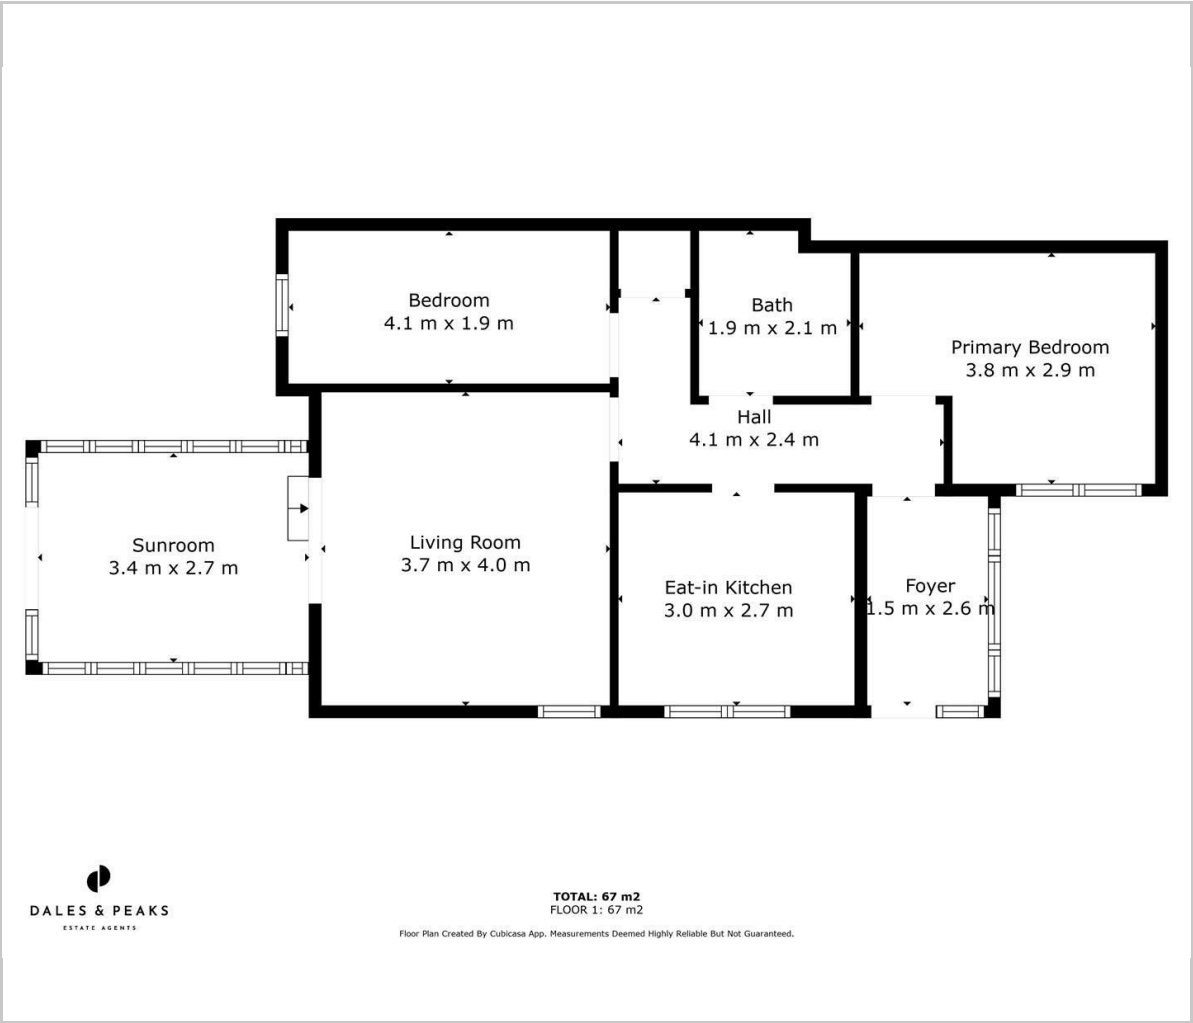 Bedroom
4.1 m x 1.9 m
Bath
1.9 m x 2.1 m
Primary Bedroom
3.8 m x 2.9 m
Hall
4.1 m x 2.4 m
Sunroom
3.4 m x 2.7 m
Living Room
3.7 m x 4.0 m
Eat-in Kitchen
3.0 m x 2.7 m
Foyer
1.5 m x 2.6 m
DALES & PEAKS
ESTATE AGENTS
TOTAL: 67 m2
FLOOR 1: 67 m2
Floor Plan Created By Cubicasa App. Measurements Deemed Highly Reliable But Not Guaranteed.